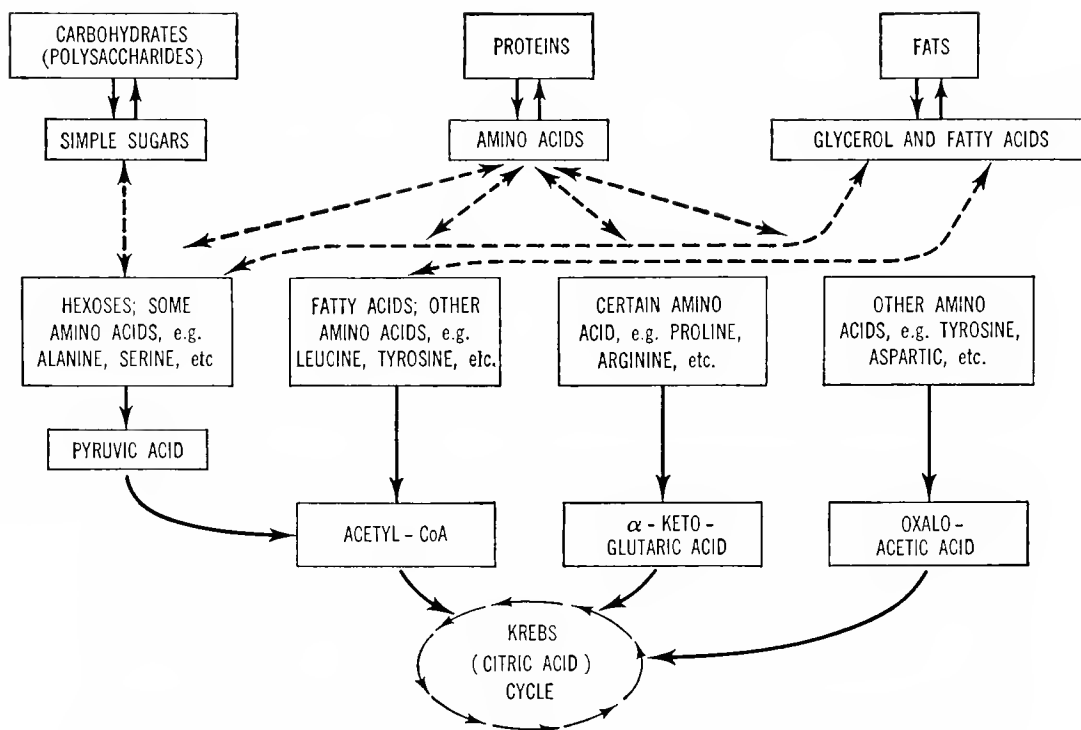 CARBOHYDRATES
(POLYSACCHARIDES)
PROTEINS
FATS
SIMPLE SUGARS
AMINO ACIDS
GLYCEROL AND FATTY ACIDS
HEXOSES; SOME
AMINO ACIDS, e.g.
ALANINE, SERINE, etc
FATTY ACIDS; OTHER
AMINO ACIDS, e.g.
LEUCINE, TYROSINE, etc.
CERTAIN AMINO
ACID, e.g. PROLINE,
ARGININE, etc.
OTHER AMINO
ACIDS, e.g. TYROSINE,
ASPARTIC, etc.
PYRUVIC ACID
ACETYL - CoA
α - KETO -
GLUTARIC ACID
OXALO -
ACETIC ACID
KREBS
( CITRIC ACID )
CYCLE